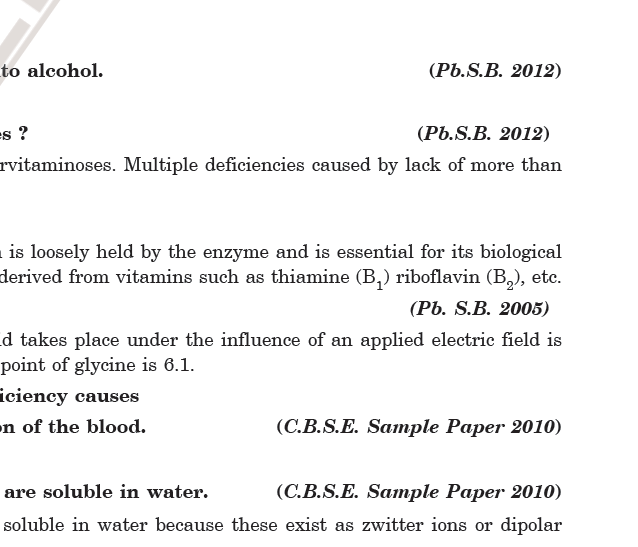 to alcohol. (Pb.S.B. 2012)
es ? (Pb.S.B. 2012)
rvitaminoses. Multiple deficiencies caused by lack of more than
is loosely held by the enzyme and is essential for its biological
derived from vitamins such as thiamine (B₁) riboflavin (B₂), etc.
(Pb. S.B. 2005)
d takes place under the influence of an applied electric field is
point of glycine is 6.1.
iciency causes
on of the blood. (C.B.S.E. Sample Paper 2010)
are soluble in water. (C.B.S.E. Sample Paper 2010)
soluble in water because these exist as zwitter ions or dipolar